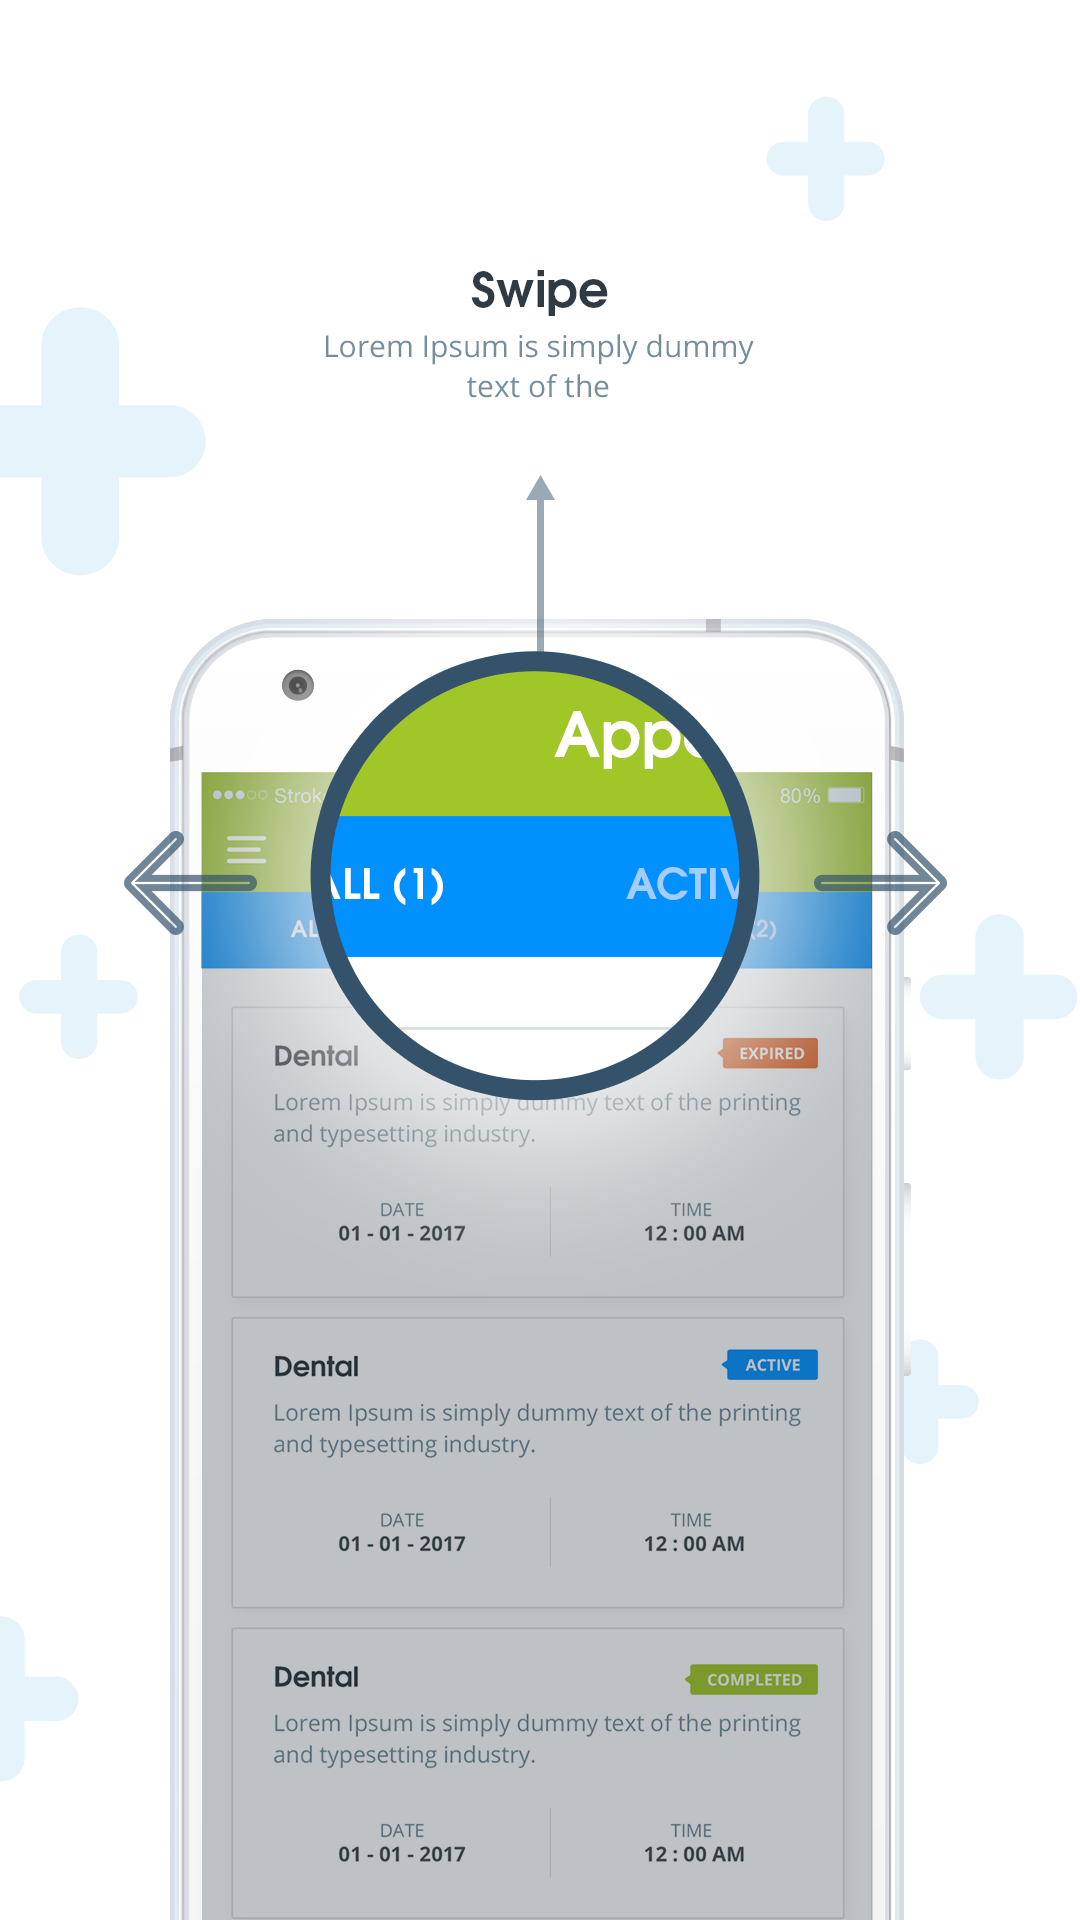 Swipe
Lorem Ipsum is simply dummy
text of the
80%
ALL (1)
(2)
Dental
EXPIRED
Lorem Ipsum is simply dummy text of the printing
and typesetting industry.
DATE
01 - 01 - 2017
TIME
12 : 00 AM
Dental
ACTIVE
Lorem Ipsum is simply dummy text of the printing
and typesetting industry.
DATE
01 - 01 - 2017
TIME
12 : 00 AM
Dental
COMPLETED
Lorem Ipsum is simply dummy text of the printing
and typesetting industry.
DATE
01 - 01 - 2017
TIME
12 : 00 AM